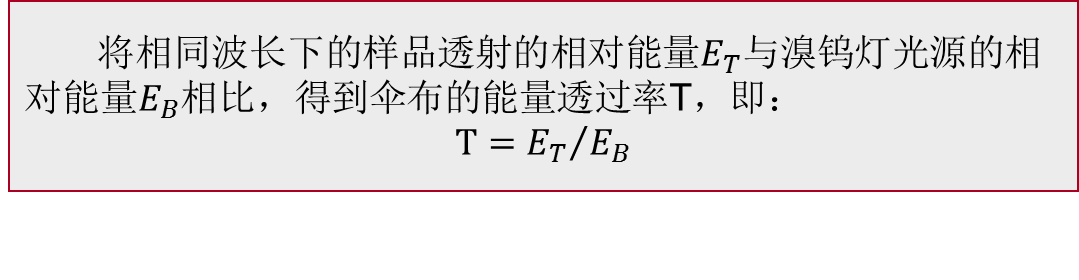 将相同波长下的样品透射的相对能量E_T与溴钨灯光源的相
对能量E_B相比，得到伞布的能量透过率T，即：
T = E_T/E_B